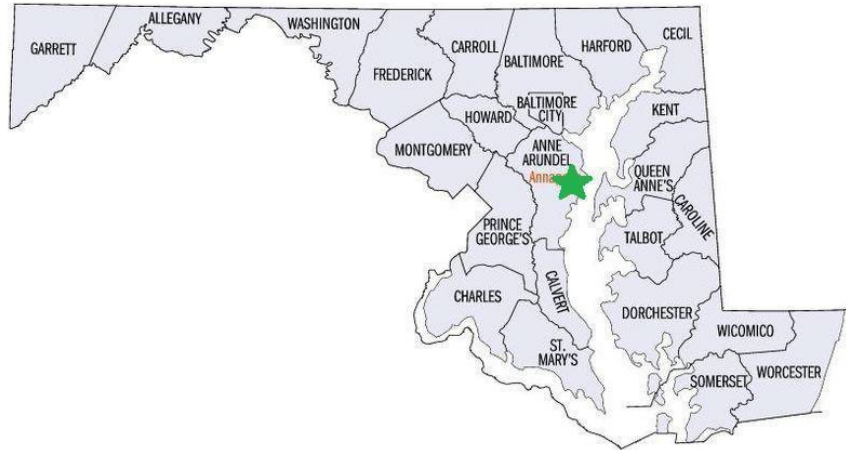 ALLEGANY
WASHINGTON
CECIL
GARRETT
CARROLL
HARFORD
FREDERICK
BALTIMORE
BALTIMORE
CITY
KENT
HOWARD
MONTGOMERY
ANNE
ARUNDEL
QUEEN
ANNE'S
CAROLINE
PRINCE
GEORGE'S
TALBOT
CALVERT
CHARLES
DORCHESTER
WICOMICO
ST.
MARY'S
SOMERSET
WORCESTER